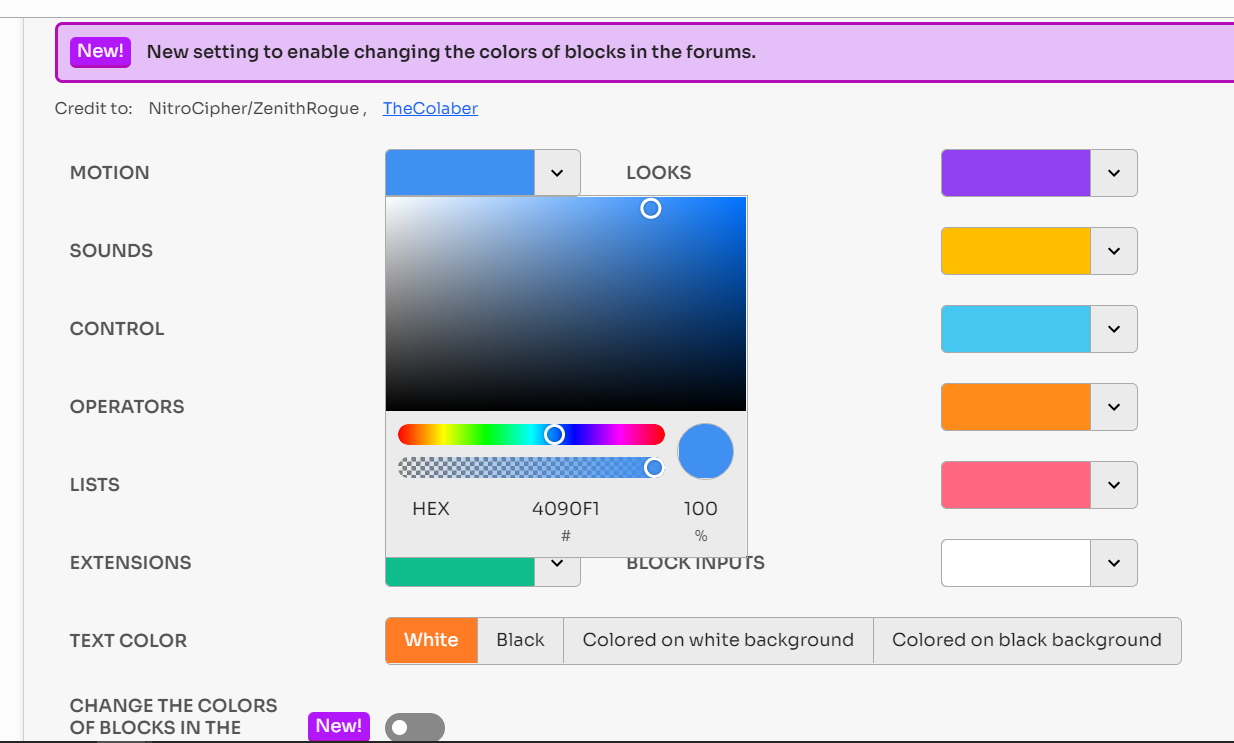 New! New setting to enable changing the colors of blocks in the forums.
Credit to: NitroCipher/ZenithRogue , TheColaber
MOTION LOOKS
SOUNDS
CONTROL
OPERATORS
LISTS
HEX 4090F1 100
# %
EXTENSIONS BLOCK INPUTS
TEXT COLOR White Black Colored on white background Colored on black background
CHANGE THE COLORS
OF BLOCKS IN THE New!